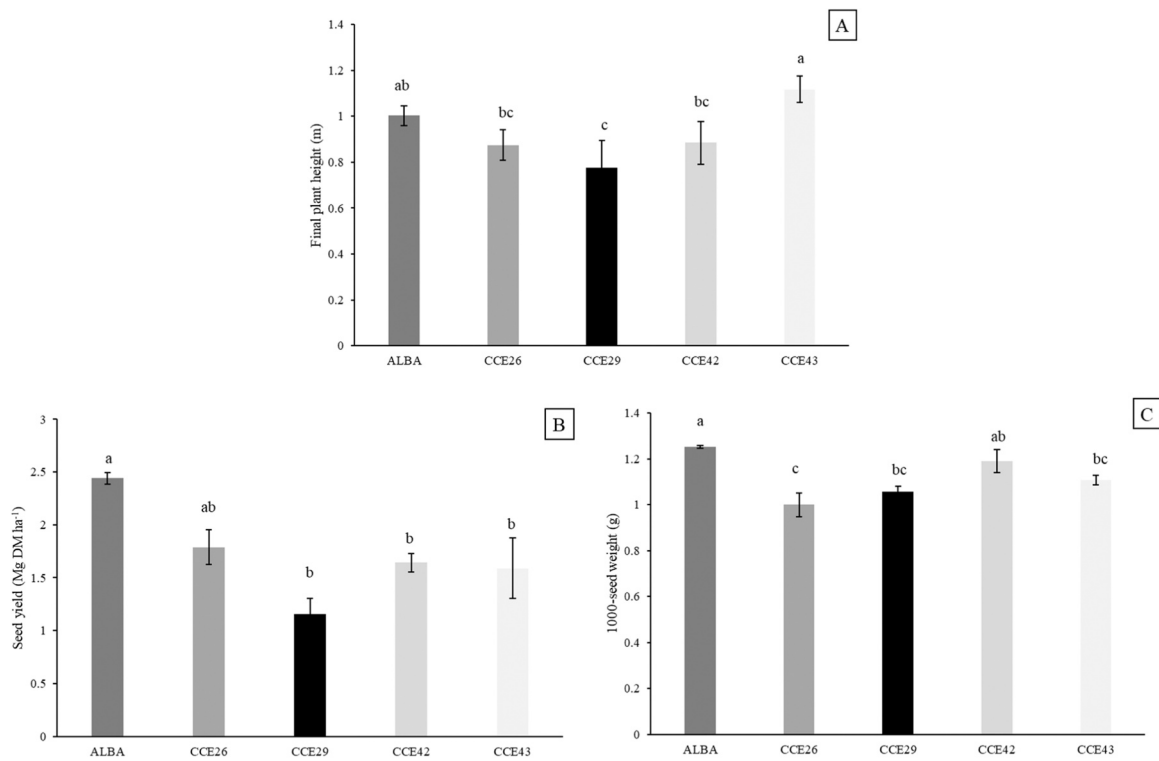 A
Final plant height (m)
1.4
1.2
1
0.8
0.6
0.4
0.2
0
ab
bc
c
bc
a
ALBA
CCE26
CCE29
CCE42
CCE43
B
Seed yield (Mg DM ha⁻¹)
3
2.5
2
1.5
1
0.5
0
a
ab
b
b
b
ALBA
CCE26
CCE29
CCE42
CCE43
C
1000-seed weight (g)
1.4
1.2
1
0.8
0.6
0.4
0.2
0
a
c
bc
ab
bc
ALBA
CCE26
CCE29
CCE42
CCE43